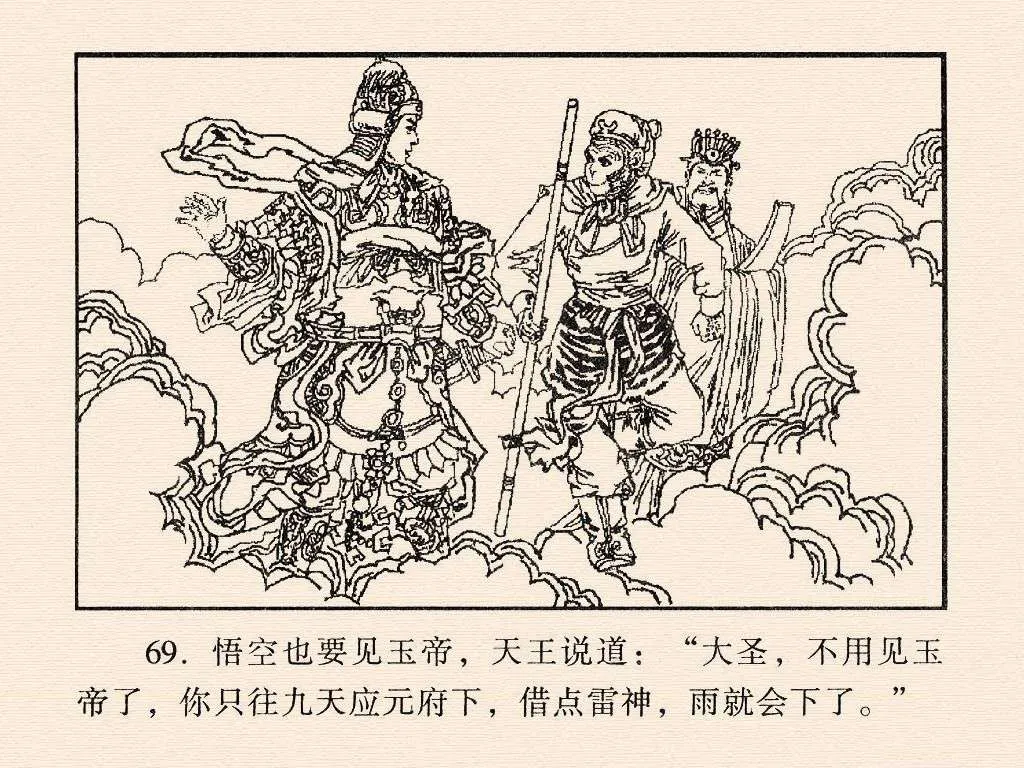 69. 悟空也要见玉帝，天王说道：“大圣，不用见玉
帝了，你只往九天应元府下，借点雷神，雨就会下了。”